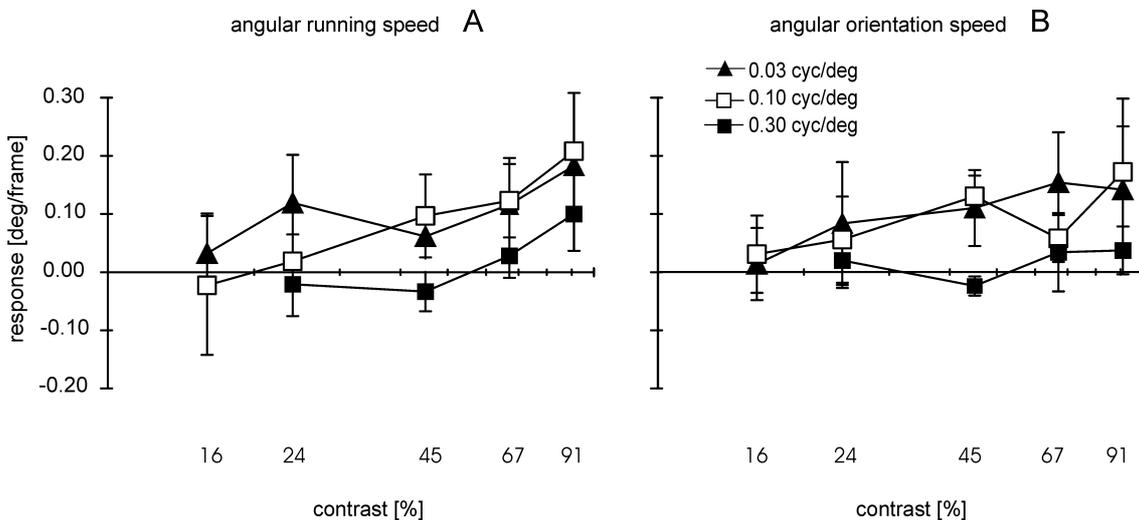 angular running speed A
angular orientation speed B
0.03 cyc/deg
0.10 cyc/deg
0.30 cyc/deg
response [deg/frame]
0.30
0.20
0.10
0.00
-0.10
-0.20
16 24 45 67 91
contrast [%]
16 24 45 67 91
contrast [%]